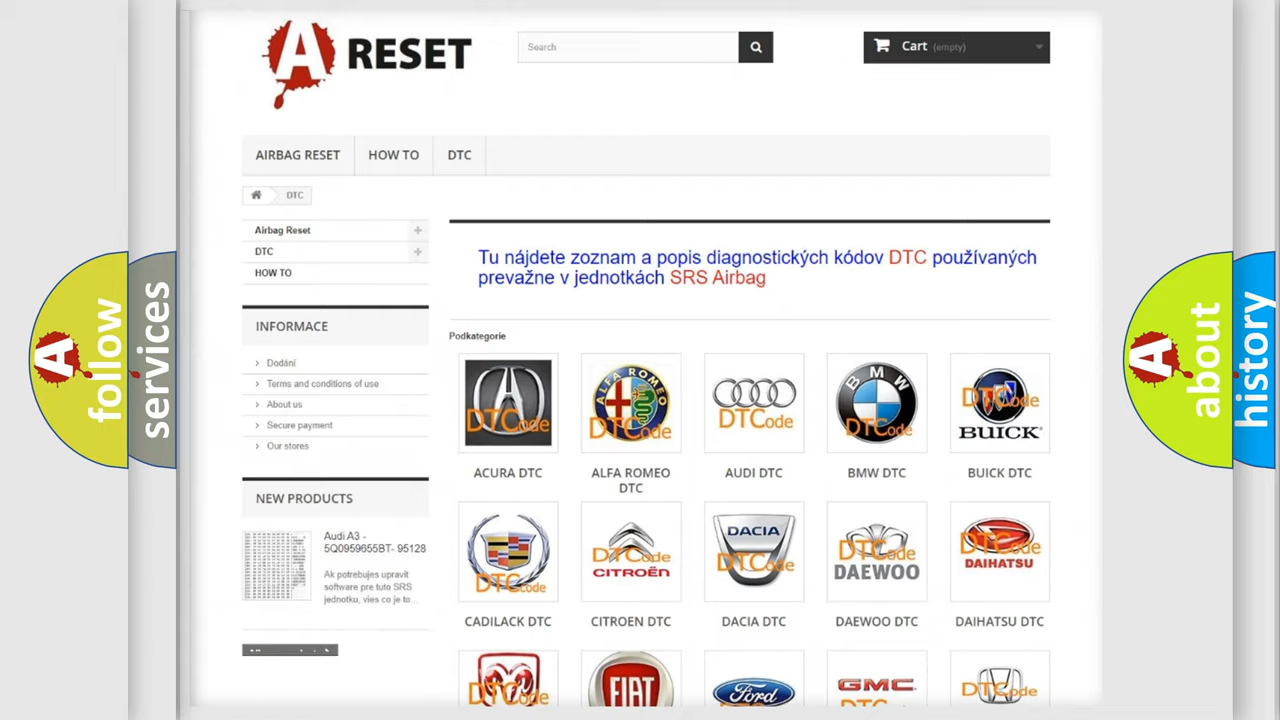 A RESET
Search
Cart (empty)
AIRBAG RESET
HOW TO
DTC
DTC
Airbag Reset
DTC
HOW TO
Tu nájdete zoznam a popis diagnostických kódov DTC používaných
prevažne v jednotkách SRS Airbag
INFORMACE
Dodání
Terms and conditions of use
About us
Secure payment
Our stores
Podkategorie
DTCode
ALFA ROMEO
DTCode
DTCode
BMW
DTCode
DTCode
BUICK
ACURA DTC
ALFA ROMEO
DTC
AUDI DTC
BMW DTC
BUICK DTC
NEW PRODUCTS
Audi A3 -
5Q0959655BT- 95128
Ak potrebujes upravit
software pre tuto SRS
jednotku, vies co je to...
DTCode
DTCode
CITROËN
DACIA
DTCode
DTCode
DAEWOO
DTCode
DAIHATSU
CADILACK DTC
CITROEN DTC
DACIA DTC
DAEWOO DTC
DAIHATSU DTC
DTCode
FIAT
Ford
GMC
DTCode
A follow
services
A about
history